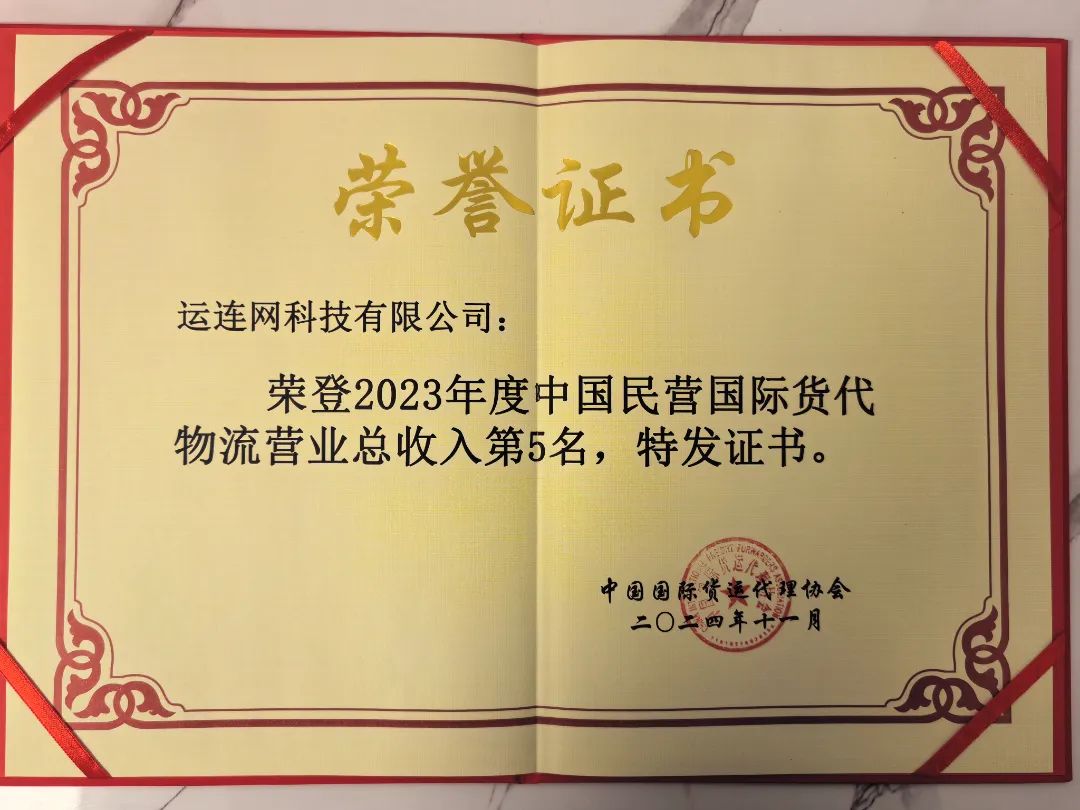 荣誉证书
运连网科技有限公司：
荣登2023年度中国民营国际货代
物流营业总收入第5名，特发证书。
中国国际货运代理协会
二〇二四年十一月